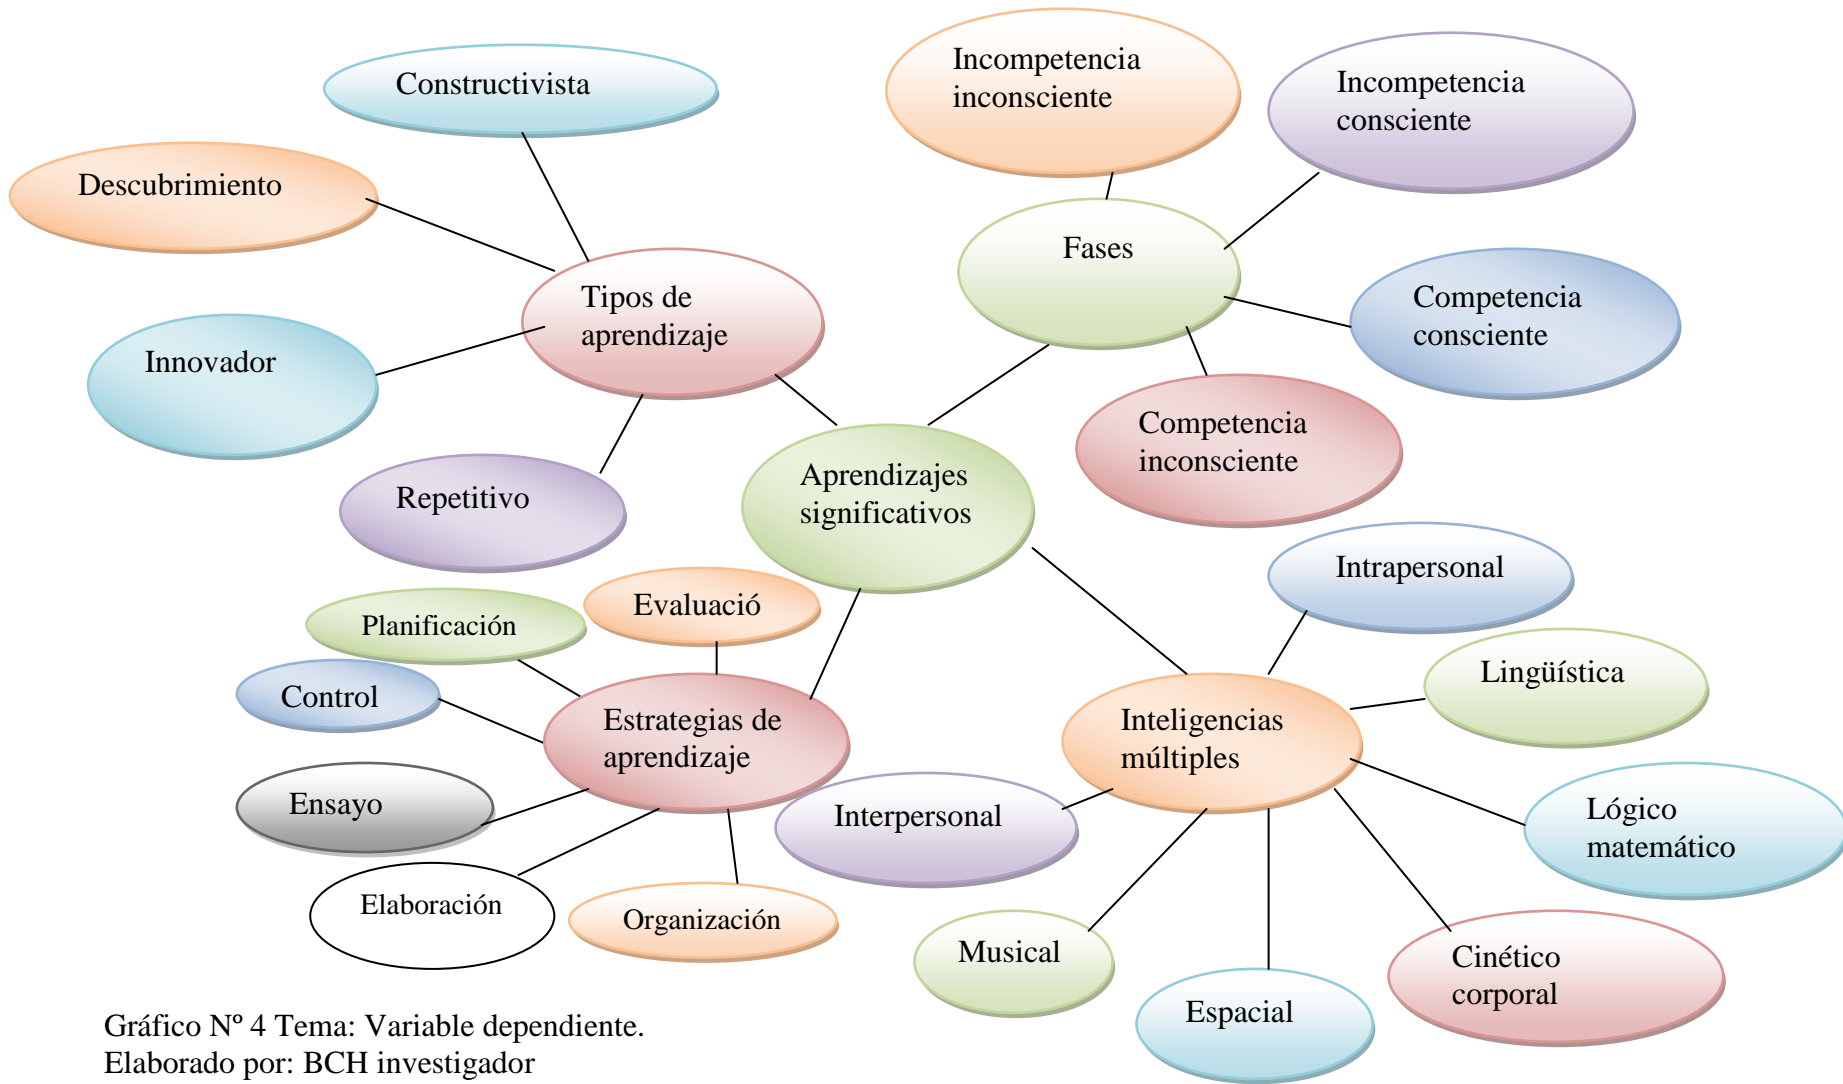 Constructivista
Descubrimiento
Innovador
Repetitivo
Tipos de
aprendizaje
Incompetencia
inconsciente
Incompetencia
consciente
Fases
Competencia
consciente
Competencia
inconsciente
Aprendizajes
significativos
Evaluació
Planificación
Control
Estrategias de
aprendizaje
Ensayo
Elaboración
Organización
Intrapersonal
Lingüística
Inteligencias
múltiples
Interpersonal
Lógico
matemático
Musical
Espacial
Cinético
corporal
Gráfico Nº 4 Tema: Variable dependiente.
Elaborado por: BCH investigador